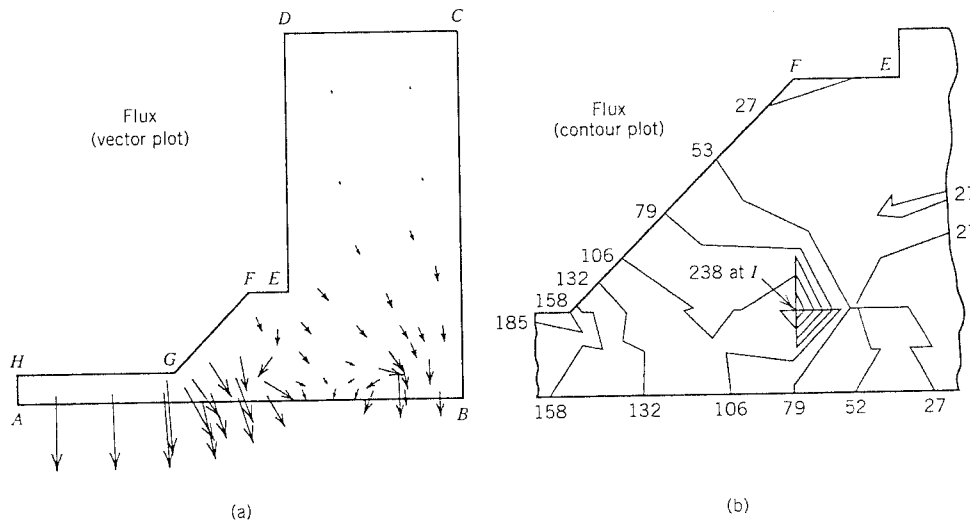 D
C
Flux
(vector plot)
F
E
H
G
A
B
(a)
F
E
27
Flux
(contour plot)
53
79
27
27
106
238 at I
132
158
185
158
132
106
79
52
27
(b)